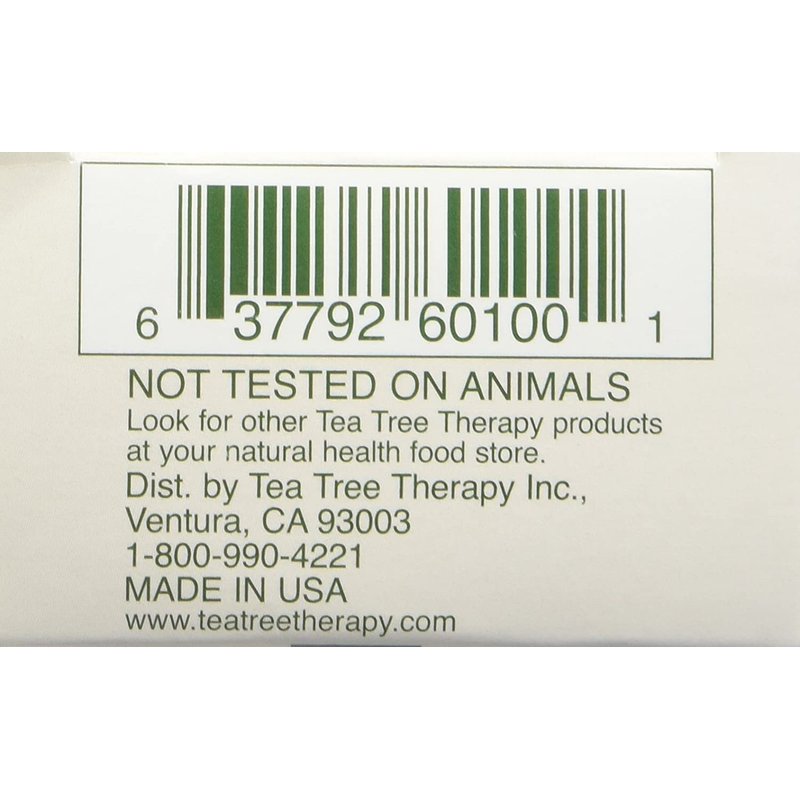 6 37792 60100 1
NOT TESTED ON ANIMALS
Look for other Tea Tree Therapy products
at your natural health food store.
Dist. by Tea Tree Therapy Inc.,
Ventura, CA 93003
1-800-990-4221
MADE IN USA
www.teatreetherapy.com